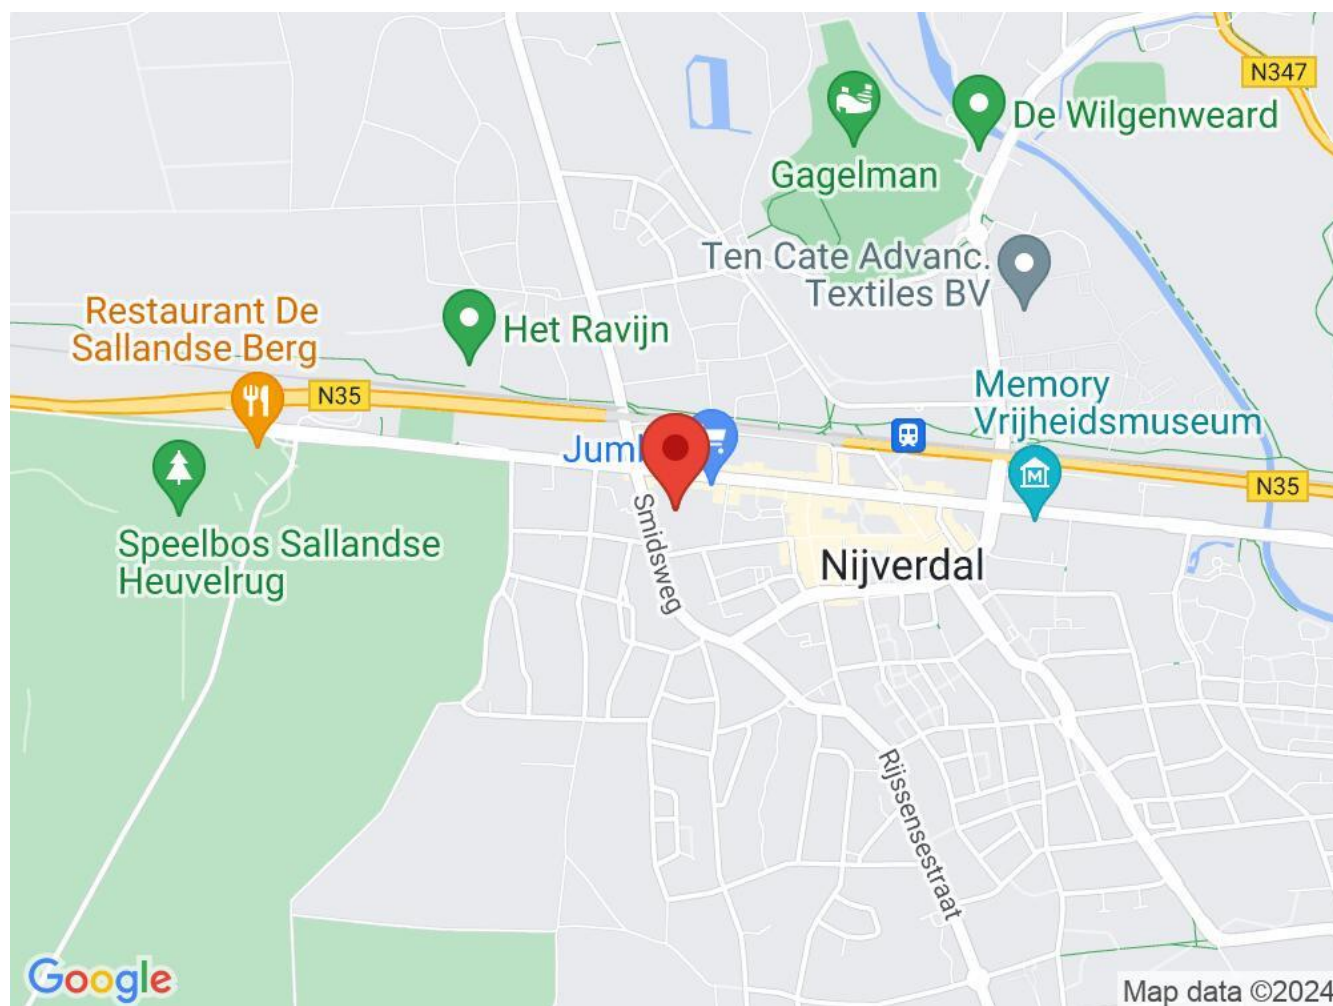 N347
De Wilgenweard
Gagelman
Ten Cate Advanc.
Textiles BV
Restaurant De
Sallandse Berg
Het Ravijn
N35
Memory
Vrijheidsmuseum
Juml
N35
Smidsweg
Speelbos Sallandse
Heuvelrug
Nijverdal
Rijssensestraat
Google
Map data ©2024